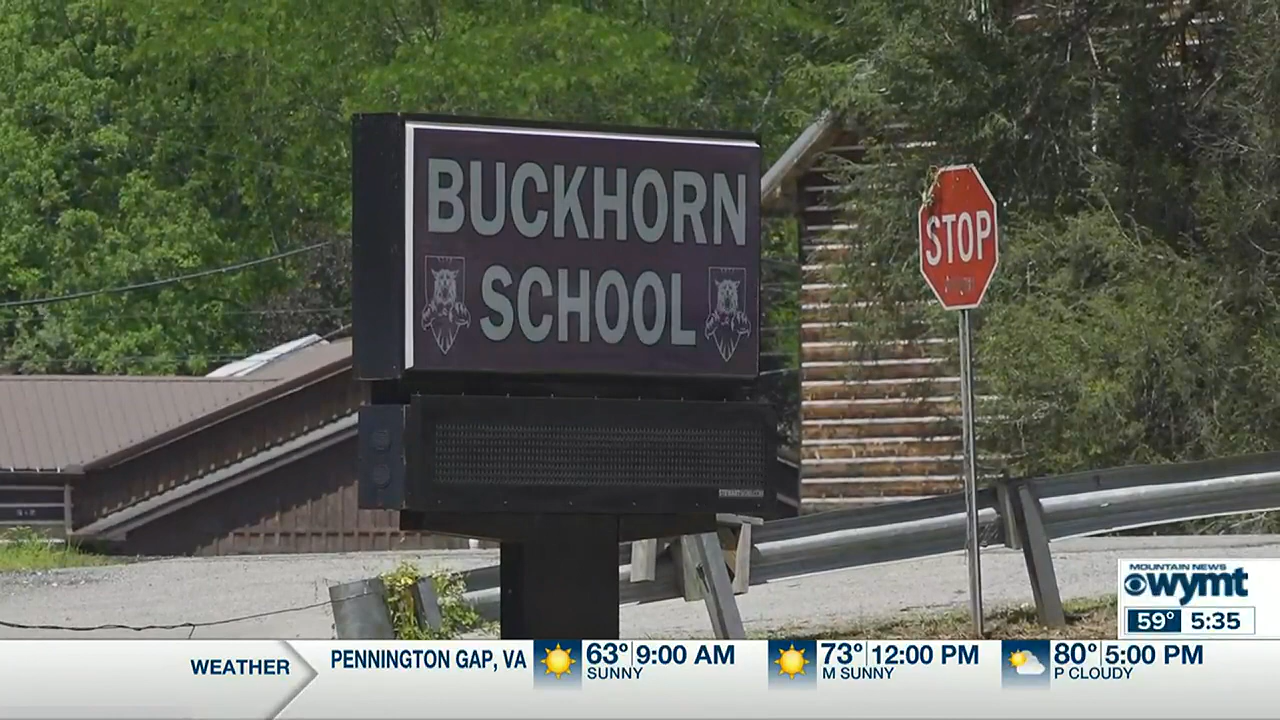 BUCKHORN
SCHOOL
STOP
MOUNTAIN NEWS
wymt
59° 5:35
WEATHER
PENNINGTON GAP, VA
63° 9:00 AM
SUNNY
73° 12:00 PM
M SUNNY
80° 5:00 PM
P CLOUDY